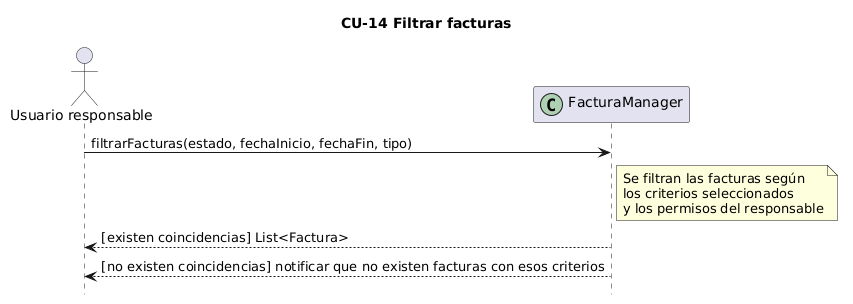 CU-14 Filtrar facturas
Usuario responsable
C FacturaManager
filtrarFacturas(estado, fechaInicio, fechaFin, tipo)
Se filtran las facturas según
los criterios seleccionados
y los permisos del responsable
[existen coincidencias] List<Factura>
[no existen coincidencias] notificar que no existen facturas con esos criterios